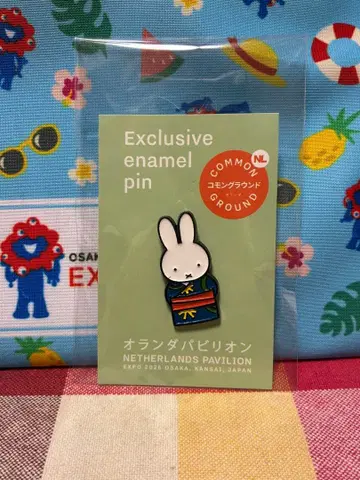 Exclusive
enamel
pin
COMMON
NL
コモングラウンド
GROUND
オランダパビリオン
NETHERLANDS PAVILION
EXPO 2025 OSAKA, KANSAI, JAPAN
OSAK
EX